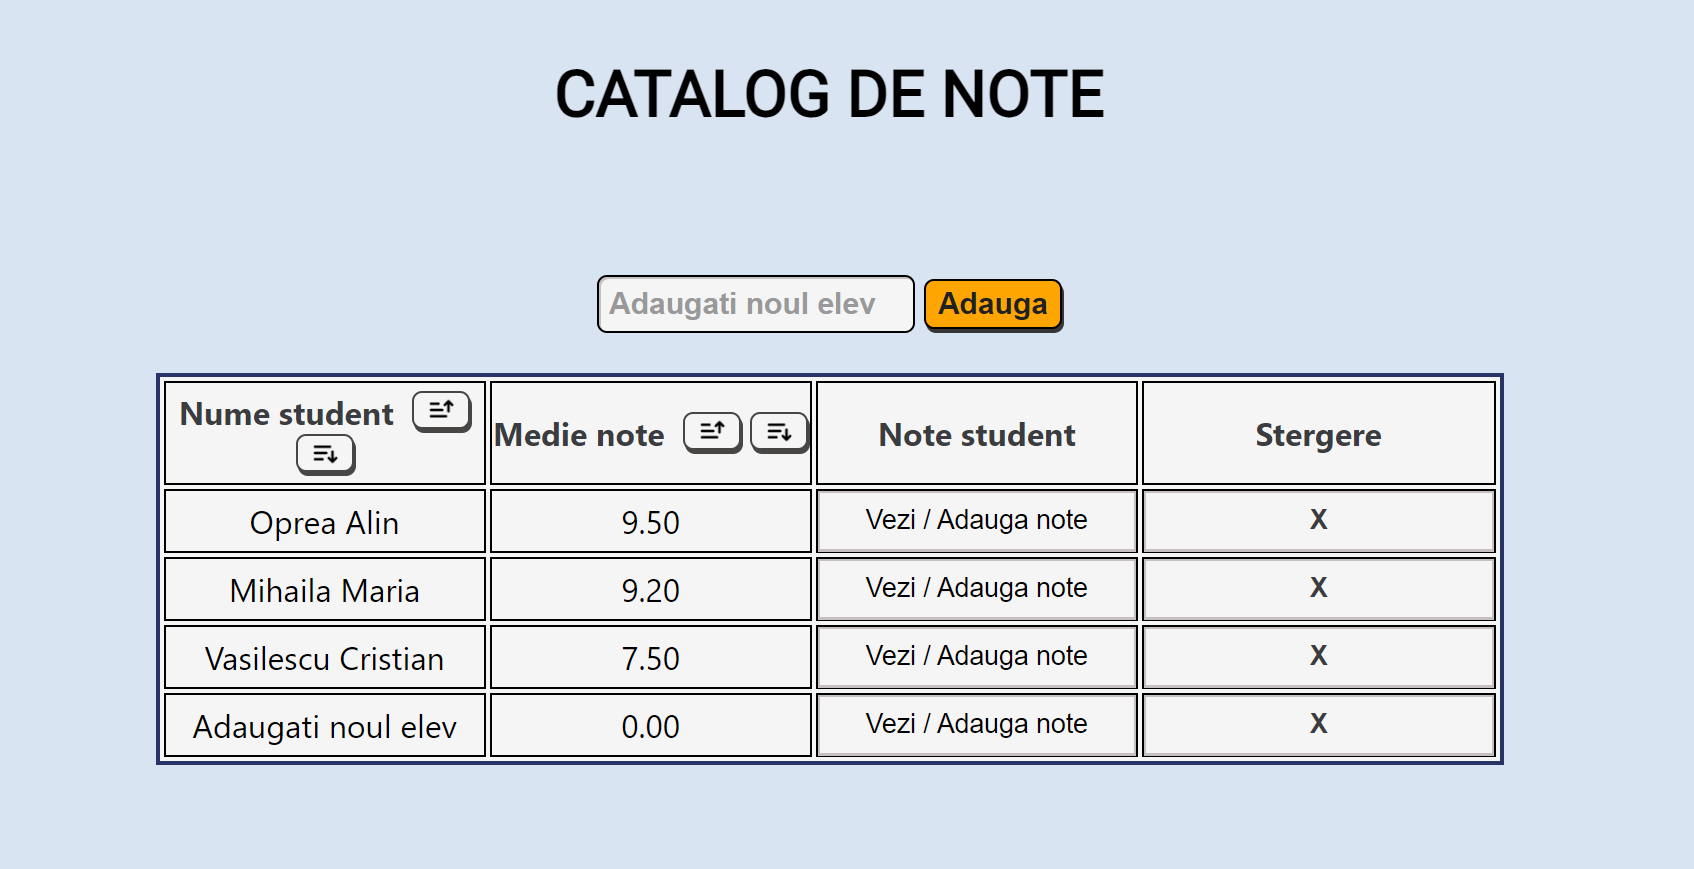 CATALOG DE NOTE
Adaugati noul elev Adauga
Nume student Medie note Note student Stergere
Oprea Alin 9.50 Vezi / Adauga note X
Mihaila Maria 9.20 Vezi / Adauga note X
Vasilescu Cristian 7.50 Vezi / Adauga note X
Adaugati noul elev 0.00 Vezi / Adauga note X